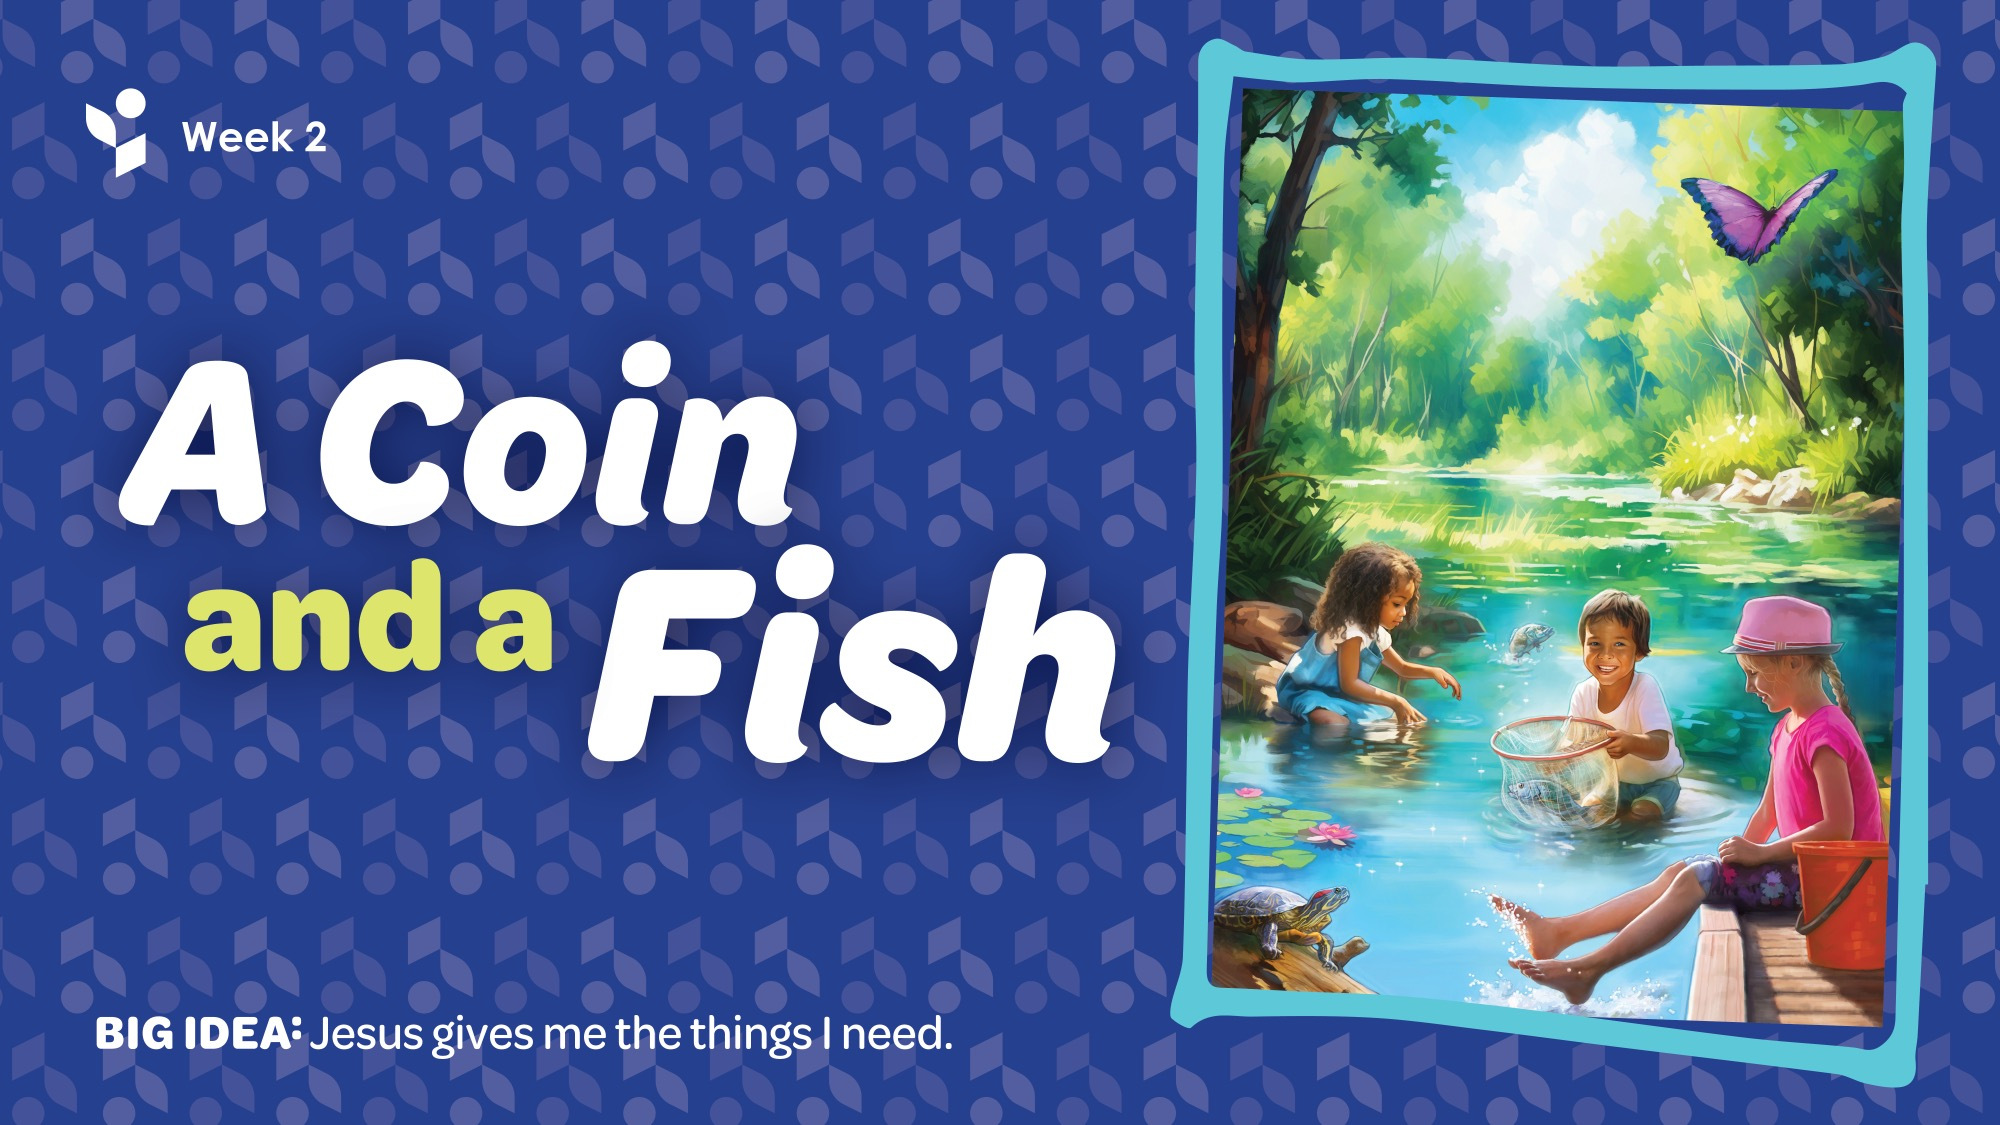 Week 2
A Coin
and a Fish
BIG IDEA: Jesus gives me the things I need.